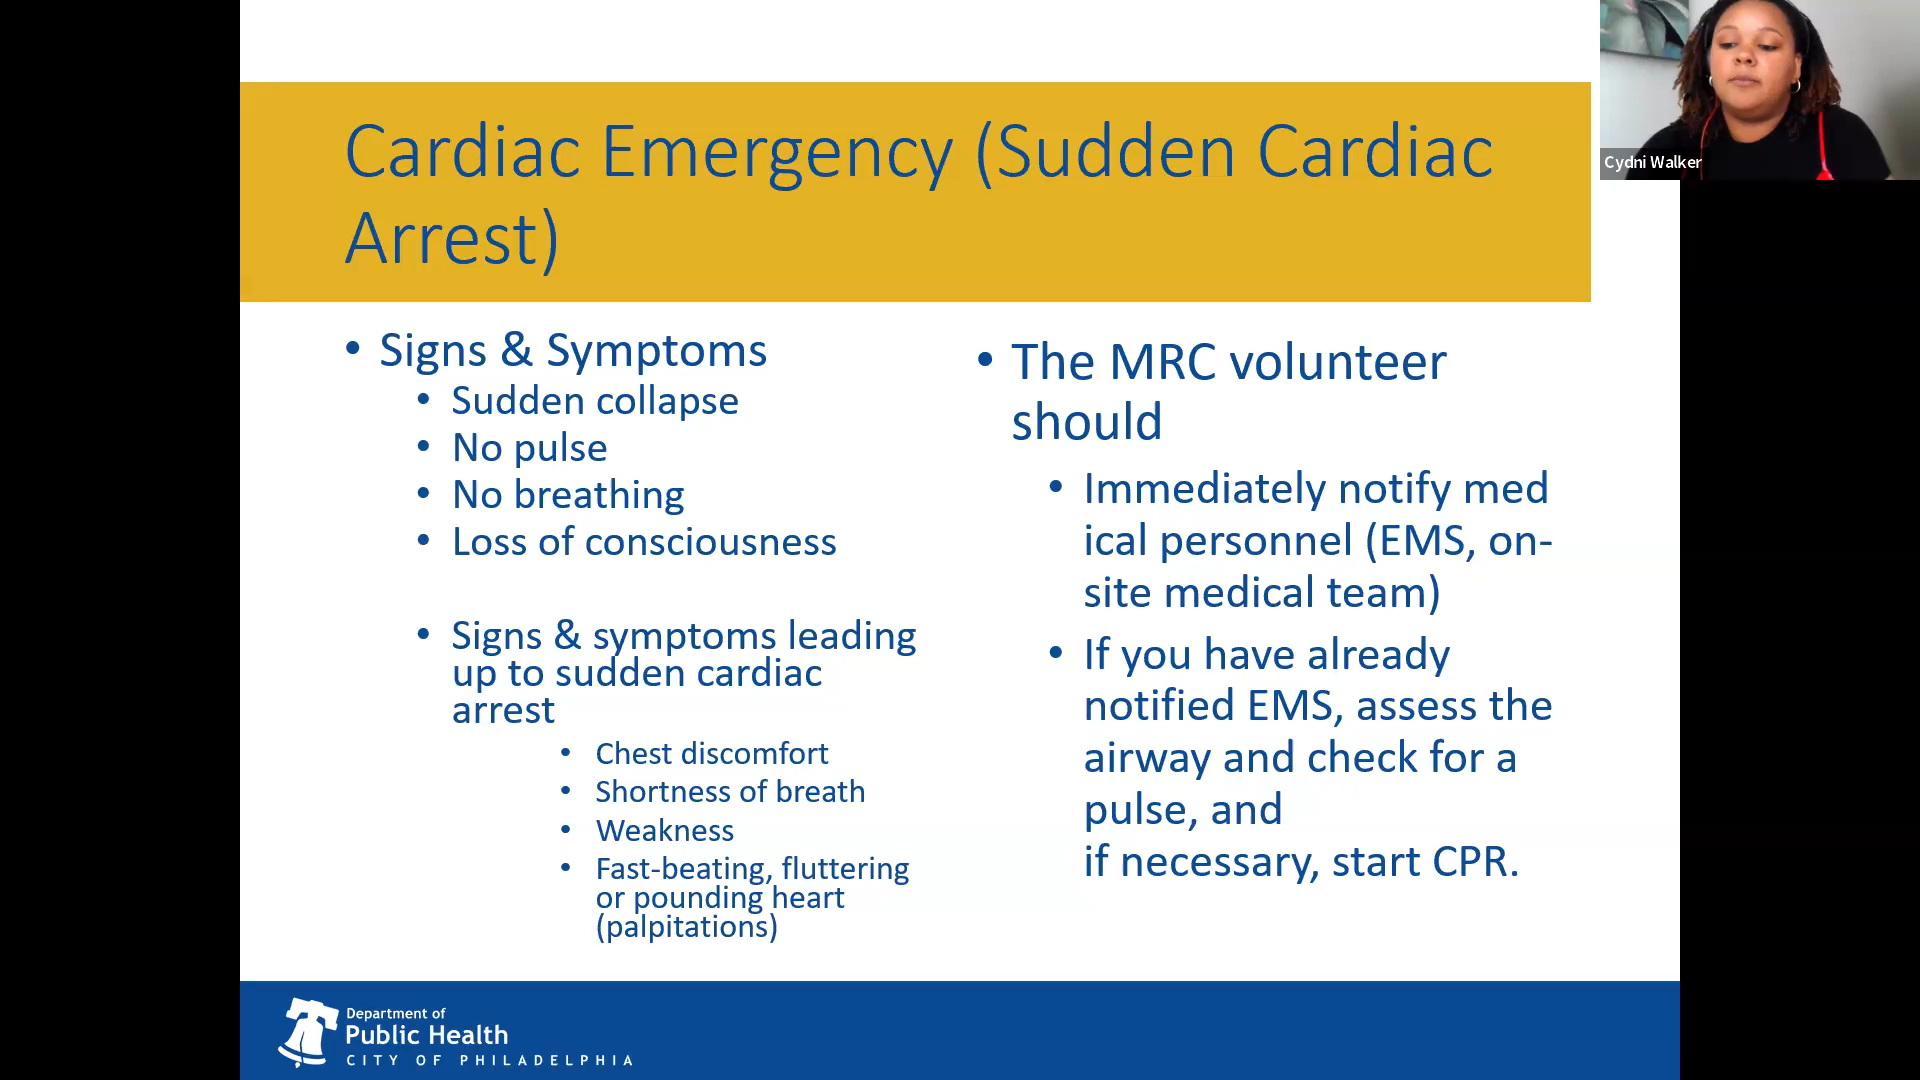 Cardiac Emergency (Sudden Cardiac
Arrest)
• Signs & Symptoms
• Sudden collapse
• No pulse
• No breathing
• Loss of consciousness
• Signs & symptoms leading
up to sudden cardiac
arrest
• Chest discomfort
• Shortness of breath
• Weakness
• Fast-beating, fluttering
or pounding heart
(palpitations)
• The MRC volunteer
should
• Immediately notify med
ical personnel (EMS, on-
site medical team)
• If you have already
notified EMS, assess the
airway and check for a
pulse, and
if necessary, start CPR.
Cydni Walker
Department of
Public Health
CITY OF PHILADELPHIA